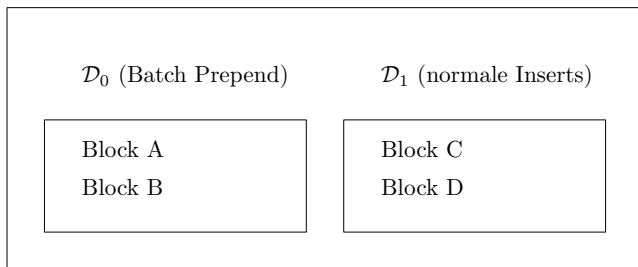 𝒟₀ (Batch Prepend)
Block A
Block B
𝒟₁ (normale Inserts)
Block C
Block D